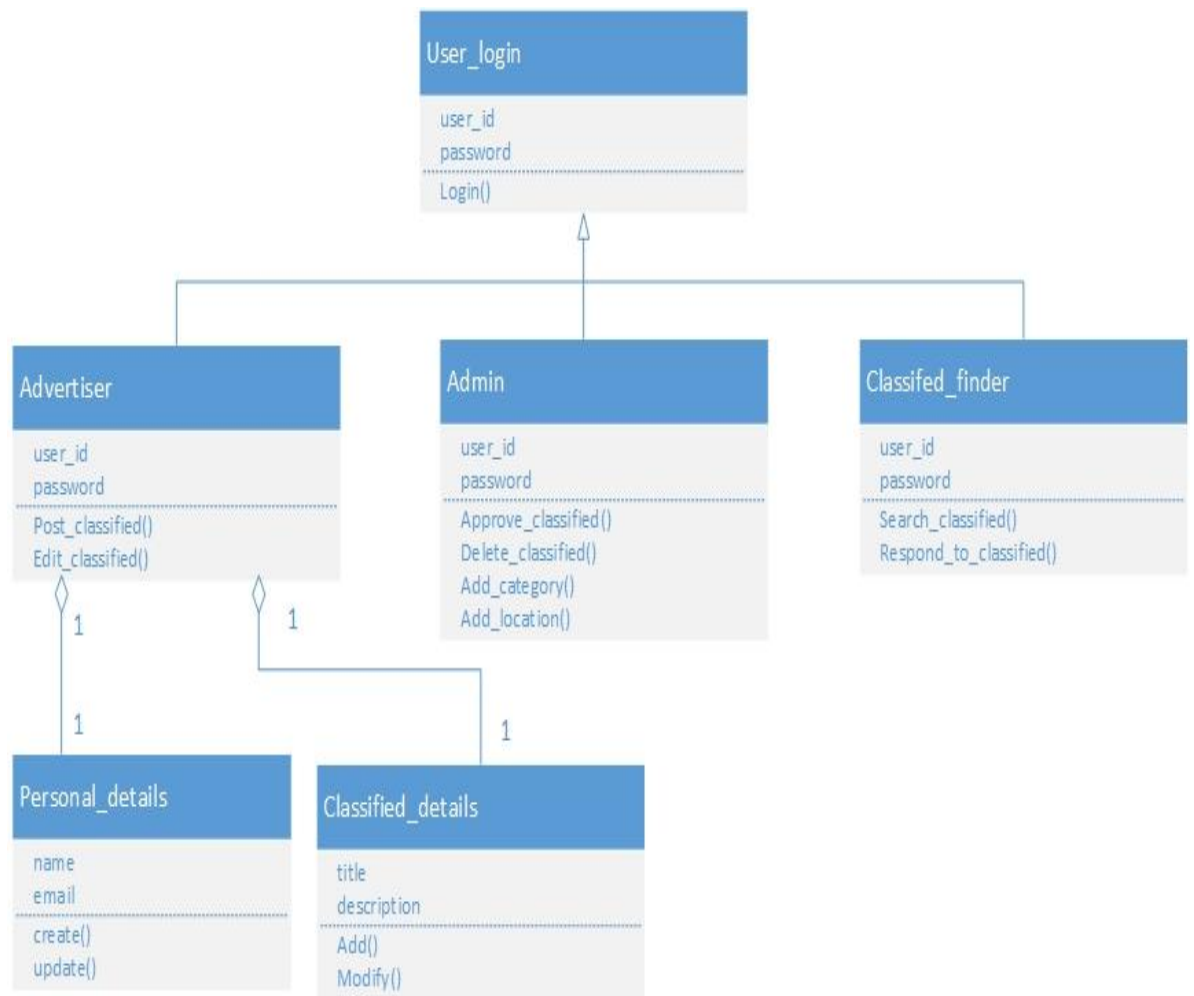 User_login
user_id
password
Login()
Advertiser
user_id
password
Post_classified()
Edit_classified()
Admin
user_id
password
Approve_classified()
Delete_classified()
Add_category()
Add_location()
Classifed_finder
user_id
password
Search_classified()
Respond_to_classified()
1
1
1
1
Personal_details
name
email
create()
update()
Classified_details
title
description
Add()
Modify()